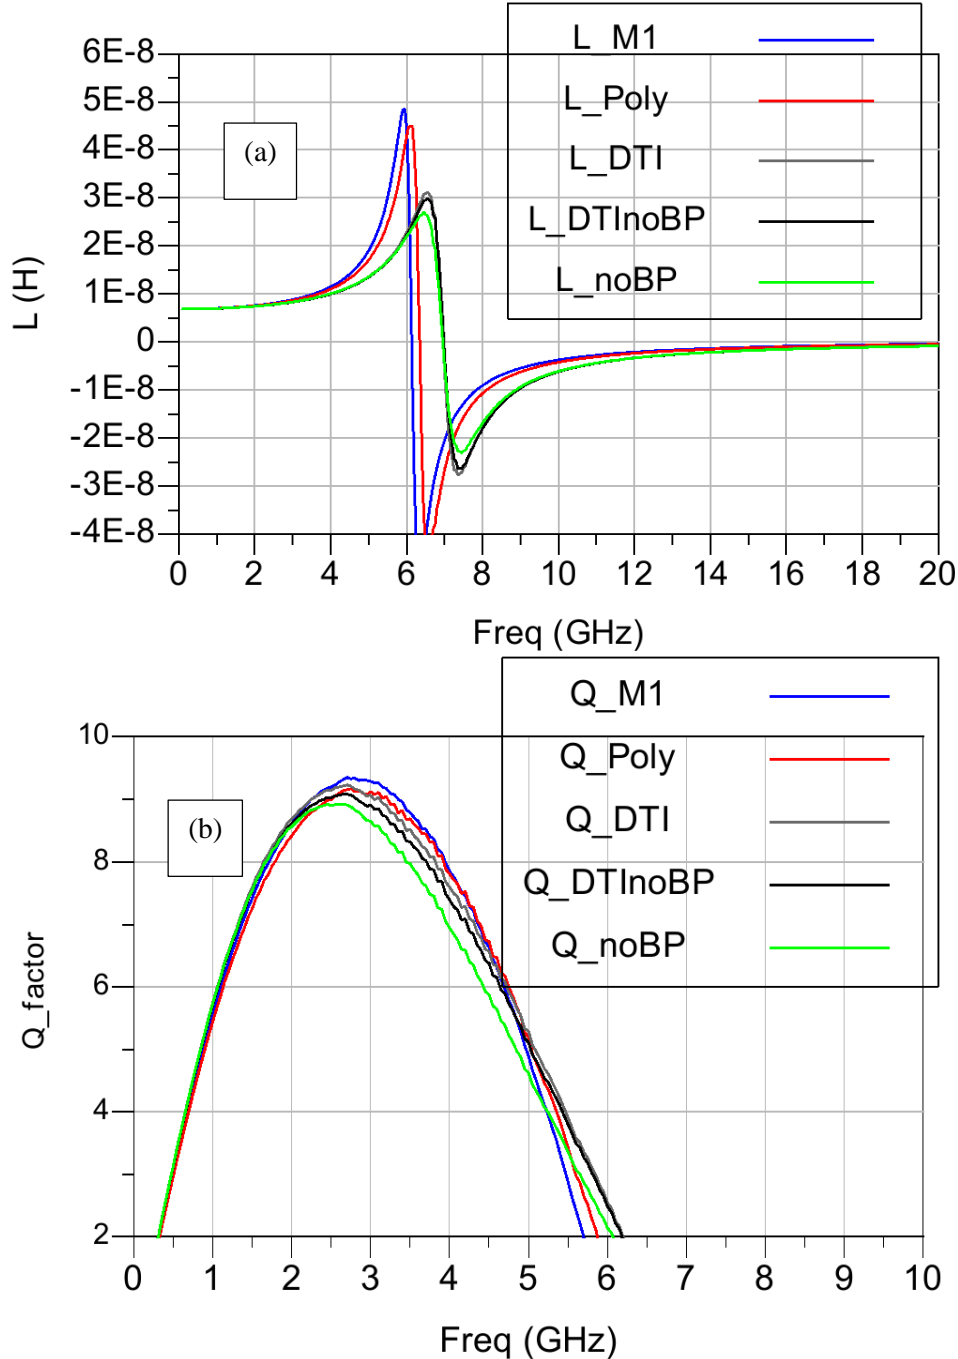 L_M1
6E-8
5E-8
L_Poly
(a)
4E-8
L_DTI
3E-8
L_DTInoBP
2E-8
L_noBP
1E-8
L (H)
0
-1E-8
-2E-8
-3E-8
-4E-8
0 2 4 6 8 10 12 14 16 18 20
Freq (GHz)
Q_M1
10
Q_Poly
(b)
Q_DTI
8
Q_DTInoBP
Q_noBP
6
Q_factor
4
2
0 1 2 3 4 5 6 7 8 9 10
Freq (GHz)